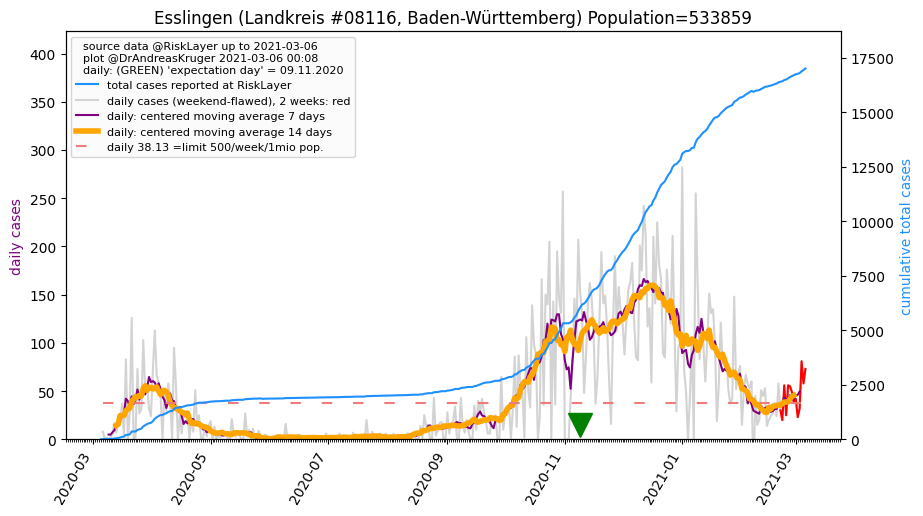 Esslingen (Landkreis #08116, Baden-Württemberg) Population=533859
source data @RiskLayer up to 2021-03-06
plot @DrAndreasKruger 2021-03-06 00:08
daily: (GREEN) 'expectation day' = 09.11.2020
total cases reported at RiskLayer
daily cases (weekend-flawed), 2 weeks: red
daily: centered moving average 7 days
daily: centered moving average 14 days
daily 38.13 =limit 500/week/1mio pop.
daily cases
400
350
300
250
200
150
100
50
0
cumulative total cases
17500
15000
12500
10000
7500
5000
2500
0
2020-03
2020-05
2020-07
2020-09
2020-11
2021-01
2021-03